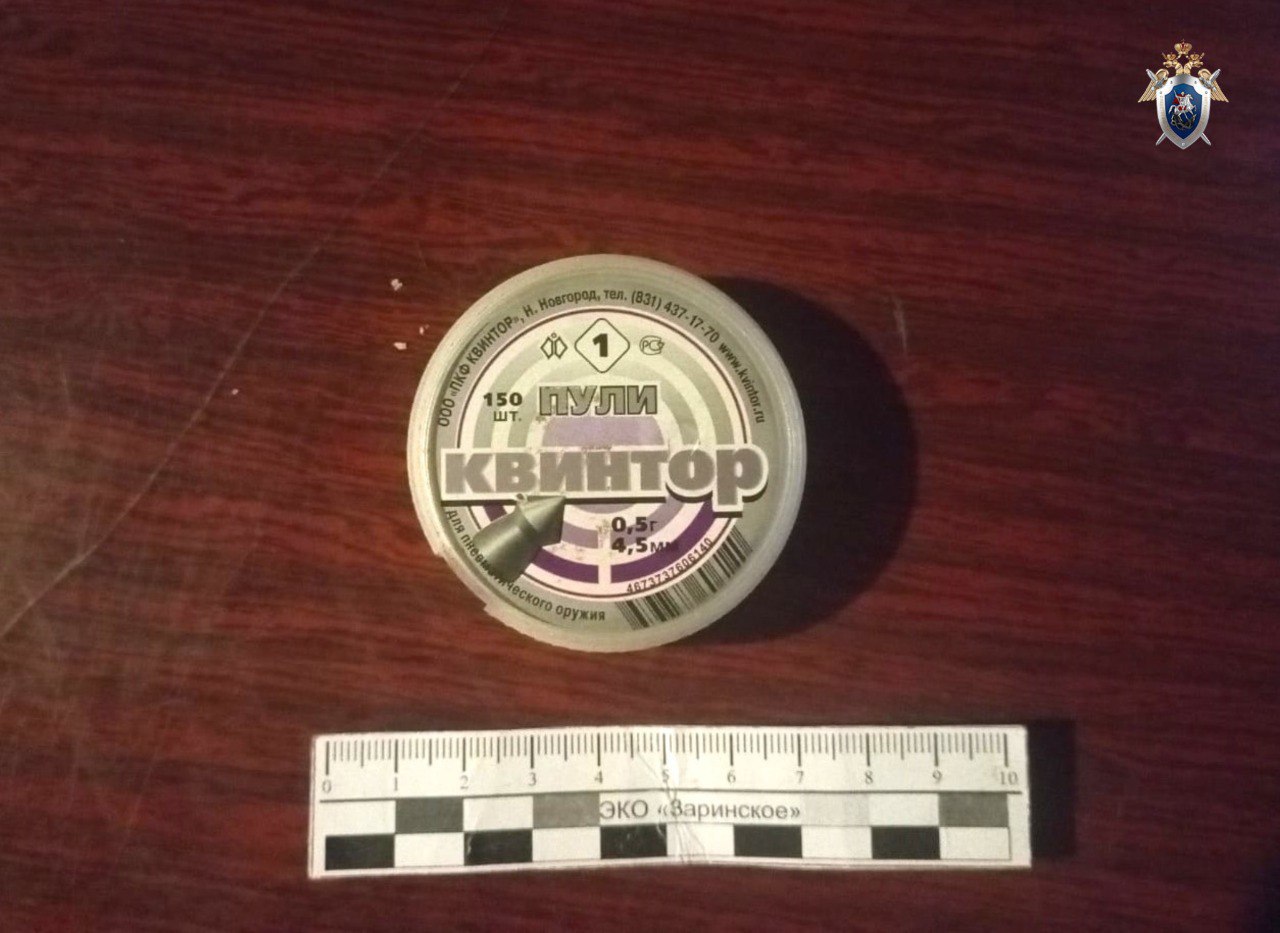 ООО «ПКФ КВИНТОР», Н. Новгород, тел. (831) 437-17-70 www.kvintor.ru
1
РСТ
150
шт.
ПУЛИ
КВИНТОР
0,5г
4,5мм
4673737606140
для пневматического оружия
0 1 2 3 4 5 6 7 8 9 10
ЭКО «Заринское»